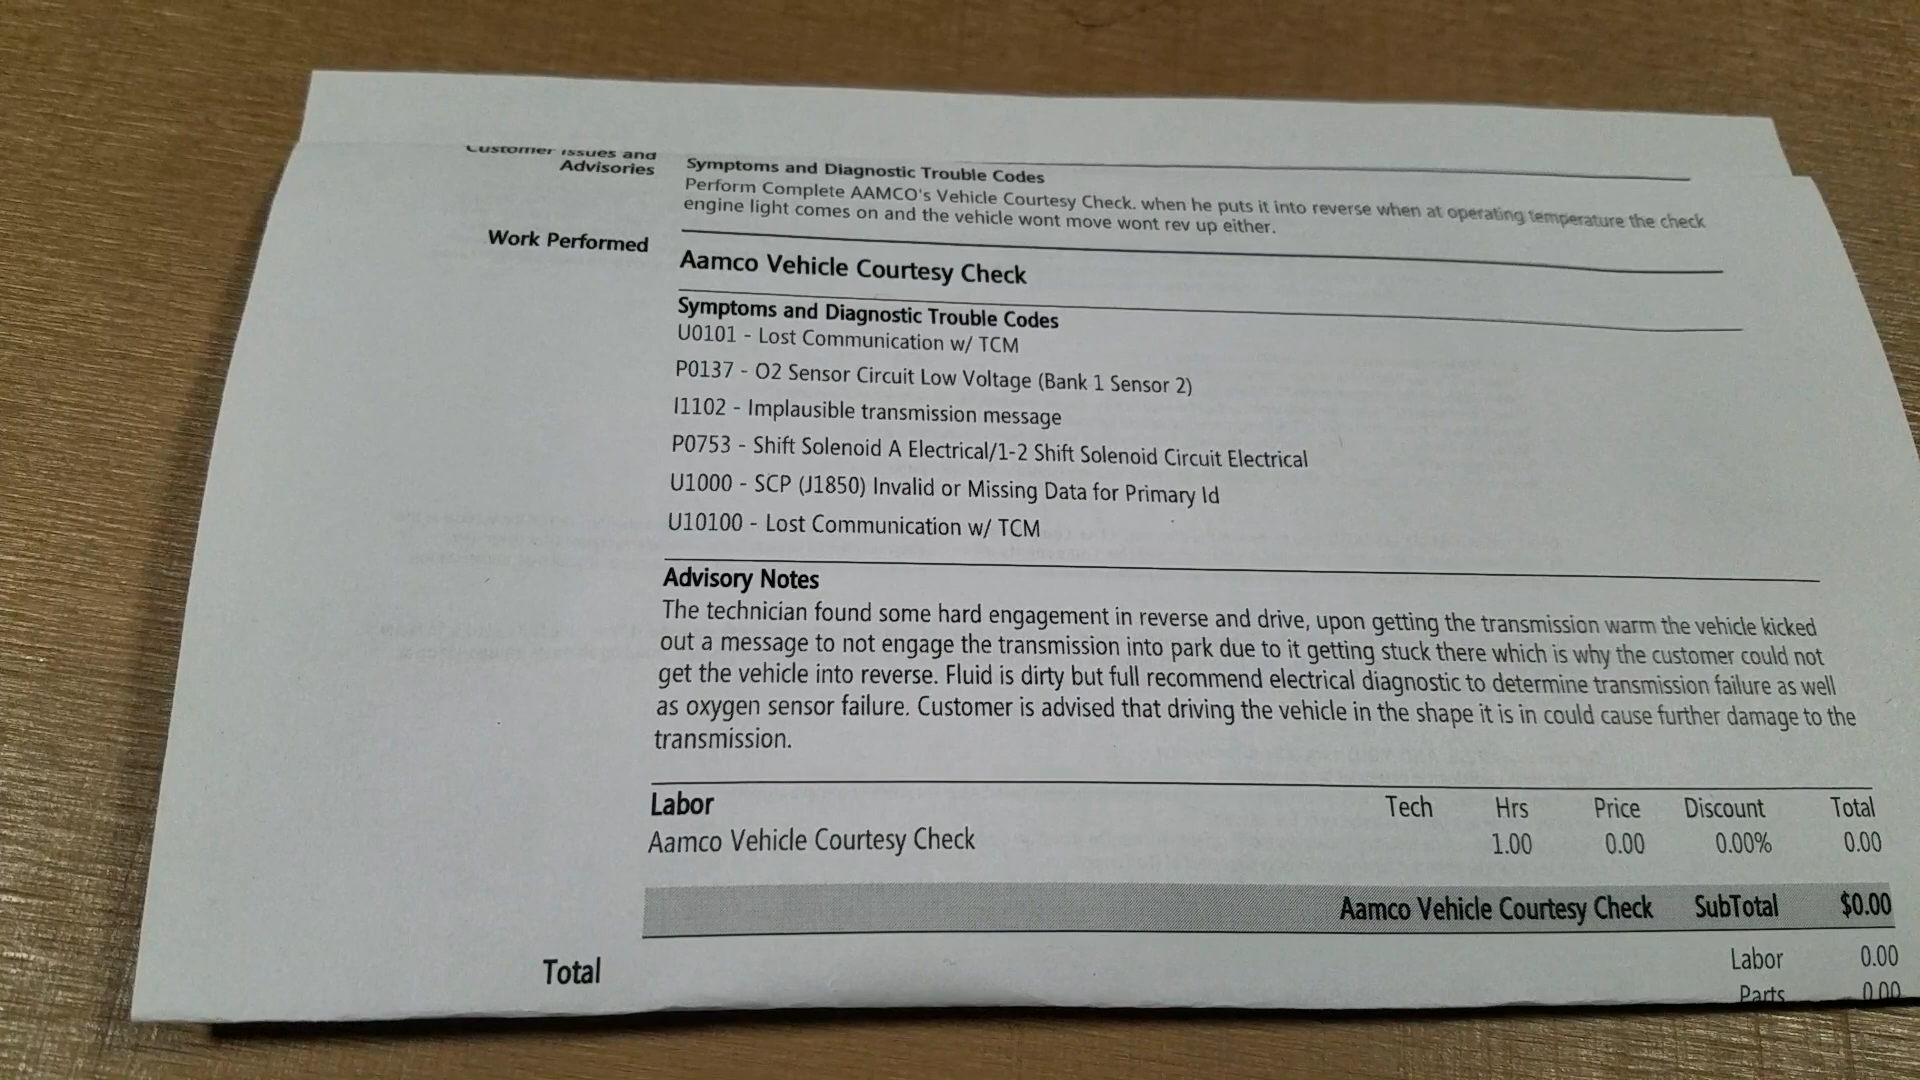 Customer Issues and
Advisories
Symptoms and Diagnostic Trouble Codes
Perform Complete AAMCO's Vehicle Courtesy Check. when he puts it into reverse when at operating temperature the check
engine light comes on and the vehicle wont move wont rev up either.
Work Performed
Aamco Vehicle Courtesy Check
Symptoms and Diagnostic Trouble Codes
U0101 - Lost Communication w/ TCM
P0137 - O2 Sensor Circuit Low Voltage (Bank 1 Sensor 2)
I1102 - Implausible transmission message
P0753 - Shift Solenoid A Electrical/1-2 Shift Solenoid Circuit Electrical
U1000 - SCP (J1850) Invalid or Missing Data for Primary Id
U10100 - Lost Communication w/ TCM
Advisory Notes
The technician found some hard engagement in reverse and drive, upon getting the transmission warm the vehicle kicked
out a message to not engage the transmission into park due to it getting stuck there which is why the customer could not
get the vehicle into reverse. Fluid is dirty but full recommend electrical diagnostic to determine transmission failure as well
as oxygen sensor failure. Customer is advised that driving the vehicle in the shape it is in could cause further damage to the
transmission.
Labor Tech Hrs Price Discount Total
Aamco Vehicle Courtesy Check 1.00 0.00 0.00% 0.00
Aamco Vehicle Courtesy Check SubTotal $0.00
Total Labor 0.00
Parts 0.00